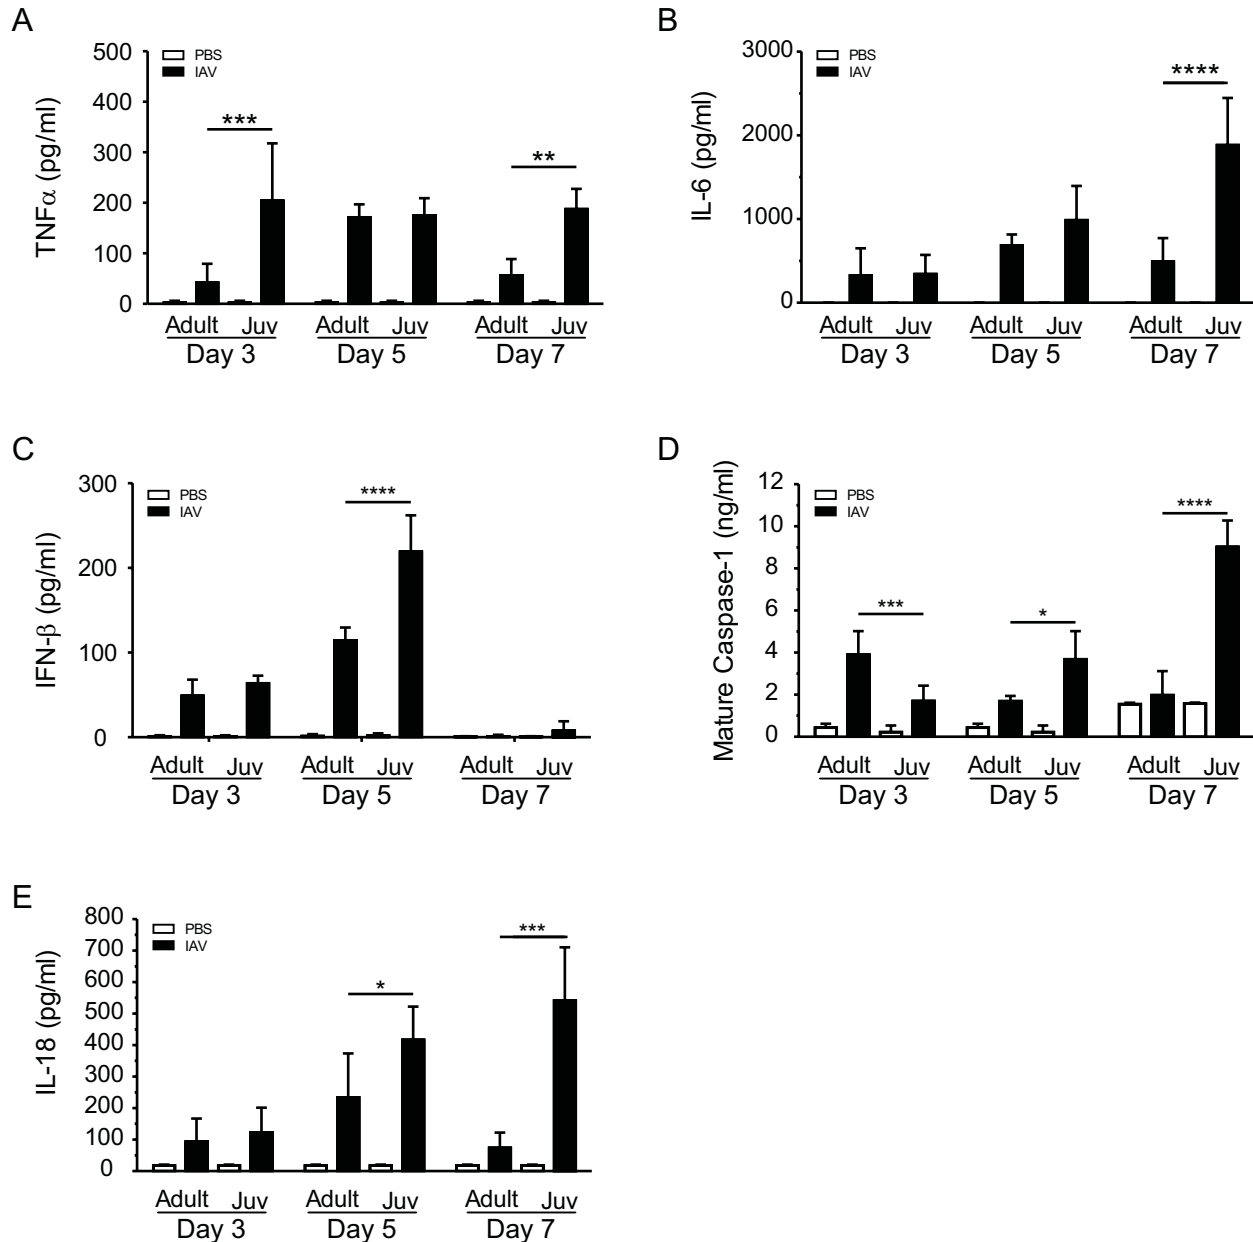 A
TNFα (pg/ml)
500
400
300
200
100
0
PBS
IAV
***
**
Adult Juv Adult Juv Adult Juv
Day 3 Day 5 Day 7
B
IL-6 (pg/ml)
3000
2000
1000
0
PBS
IAV
****
Adult Juv Adult Juv Adult Juv
Day 3 Day 5 Day 7
C
IFN-β (pg/ml)
300
200
100
0
PBS
IAV
****
Adult Juv Adult Juv Adult Juv
Day 3 Day 5 Day 7
D
Mature Caspase-1 (ng/ml)
12
10
8
6
4
2
0
PBS
IAV
***
*
****
Adult Juv Adult Juv Adult Juv
Day 3 Day 5 Day 7
E
IL-18 (pg/ml)
800
700
600
500
400
300
200
100
0
PBS
IAV
*
***
Adult Juv Adult Juv Adult Juv
Day 3 Day 5 Day 7